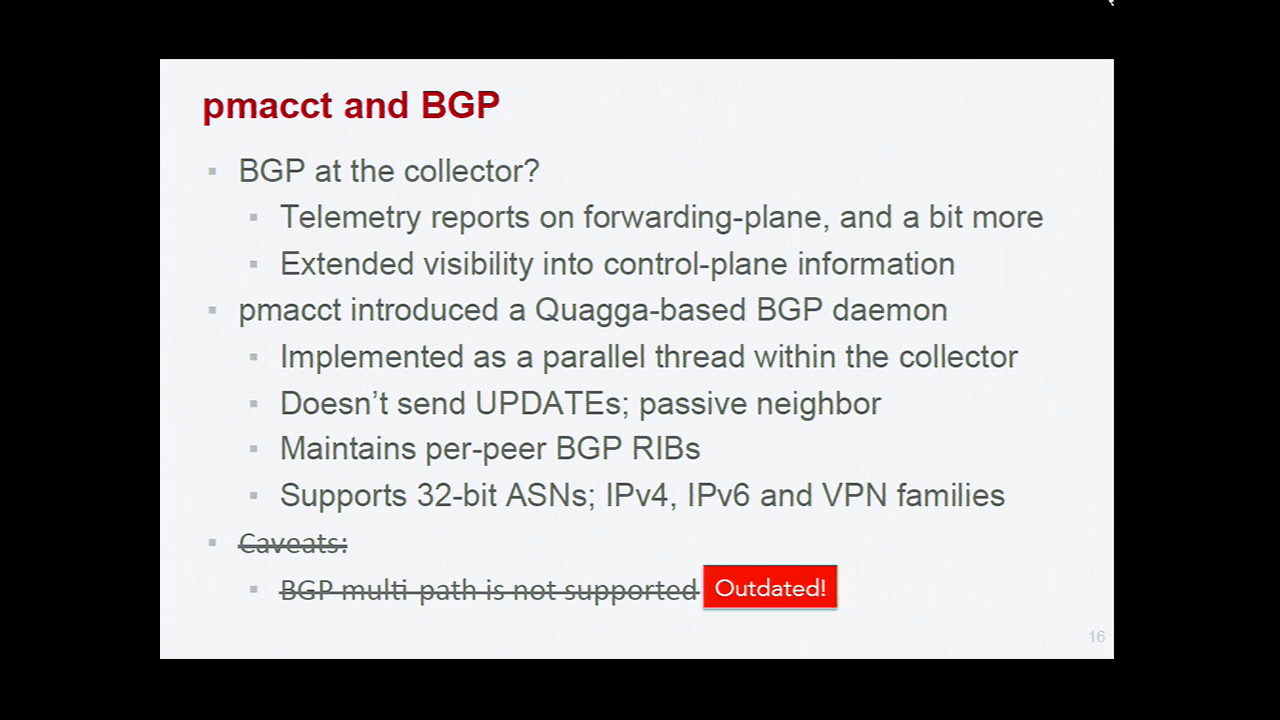 pmacct and BGP
BGP at the collector?
Telemetry reports on forwarding-plane, and a bit more
Extended visibility into control-plane information
pmacct introduced a Quagga-based BGP daemon
Implemented as a parallel thread within the collector
Doesn't send UPDATEs; passive neighbor
Maintains per-peer BGP RIBs
Supports 32-bit ASNs; IPv4, IPv6 and VPN families
Caveats:
BGP multi-path is not supported Outdated!
16